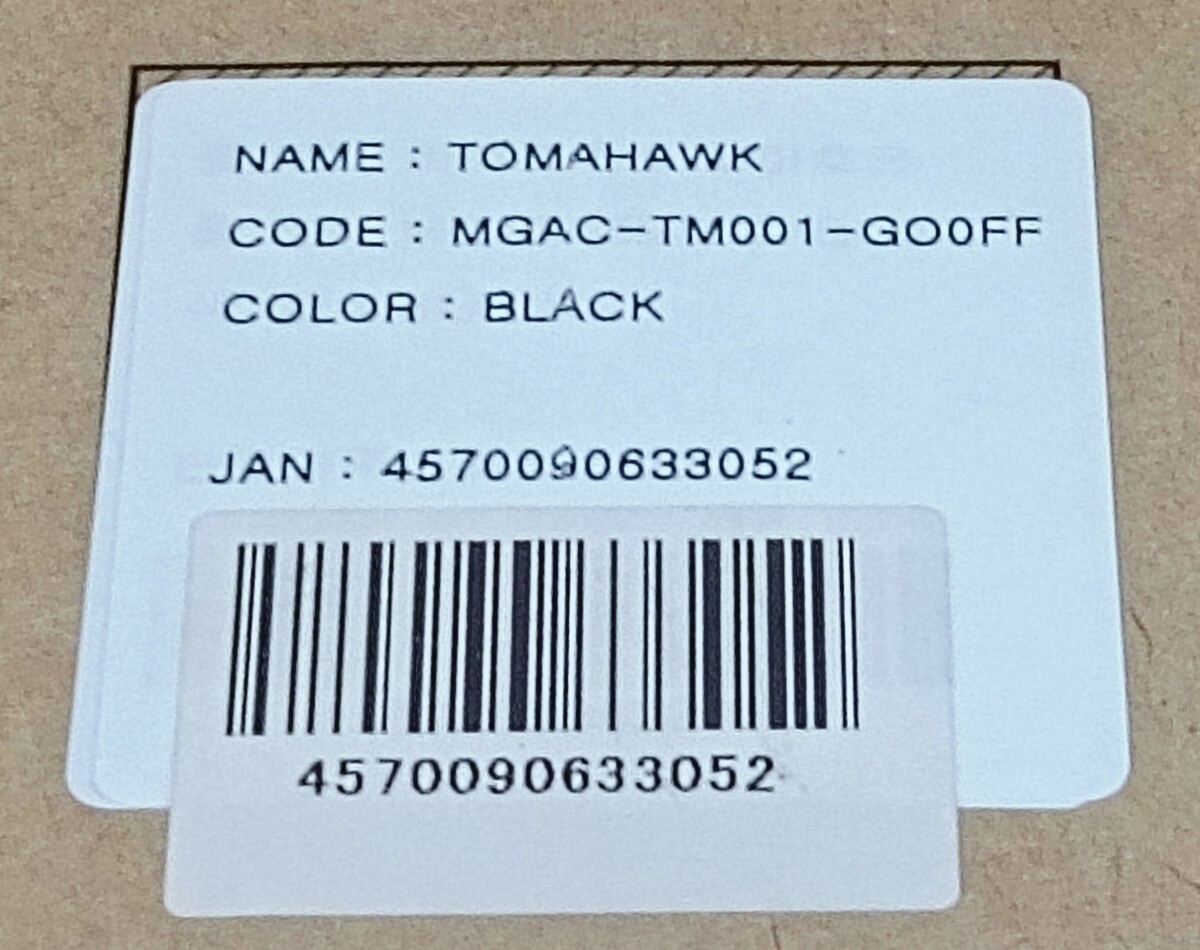 NAME : TOMAHAWK
CODE : MGAC-TM001-GO0FF
COLOR : BLACK
JAN : 4570090633052
4570090633052